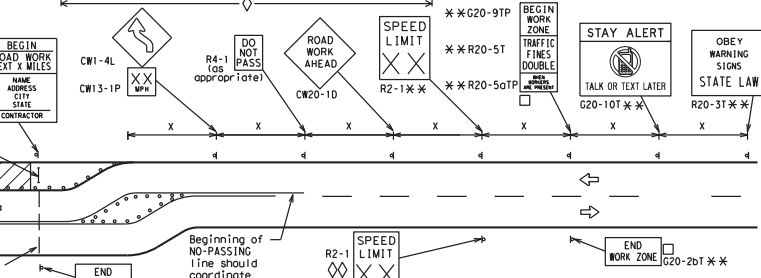 BEGIN
ROAD WORK
NEXT X MILES
NAME
ADDRESS
CITY
STATE
CONTRACTOR
CW1-4L
CW13-1P
XX
MPH
R4-1
(as
appropriate)
DO
NOT
PASS
ROAD
WORK
AHEAD
CW20-1D
SPEED
LIMIT
XX
R2-1**
**G20-9TP
**R20-5T
**R20-5aTP
BEGIN
WORK
ZONE
TRAFFIC
FINES
DOUBLE
WHEN
WORKERS
ARE PRESENT
STAY ALERT
TALK OR TEXT LATER
G20-10T**
OBEY
WARNING
SIGNS
STATE LAW
R20-3T**
X X X X X X X
Beginning of
NO-PASSING
line should
coordinate
R2-1
SPEED
LIMIT
XX
END
WORK ZONE
G20-2bT**
END